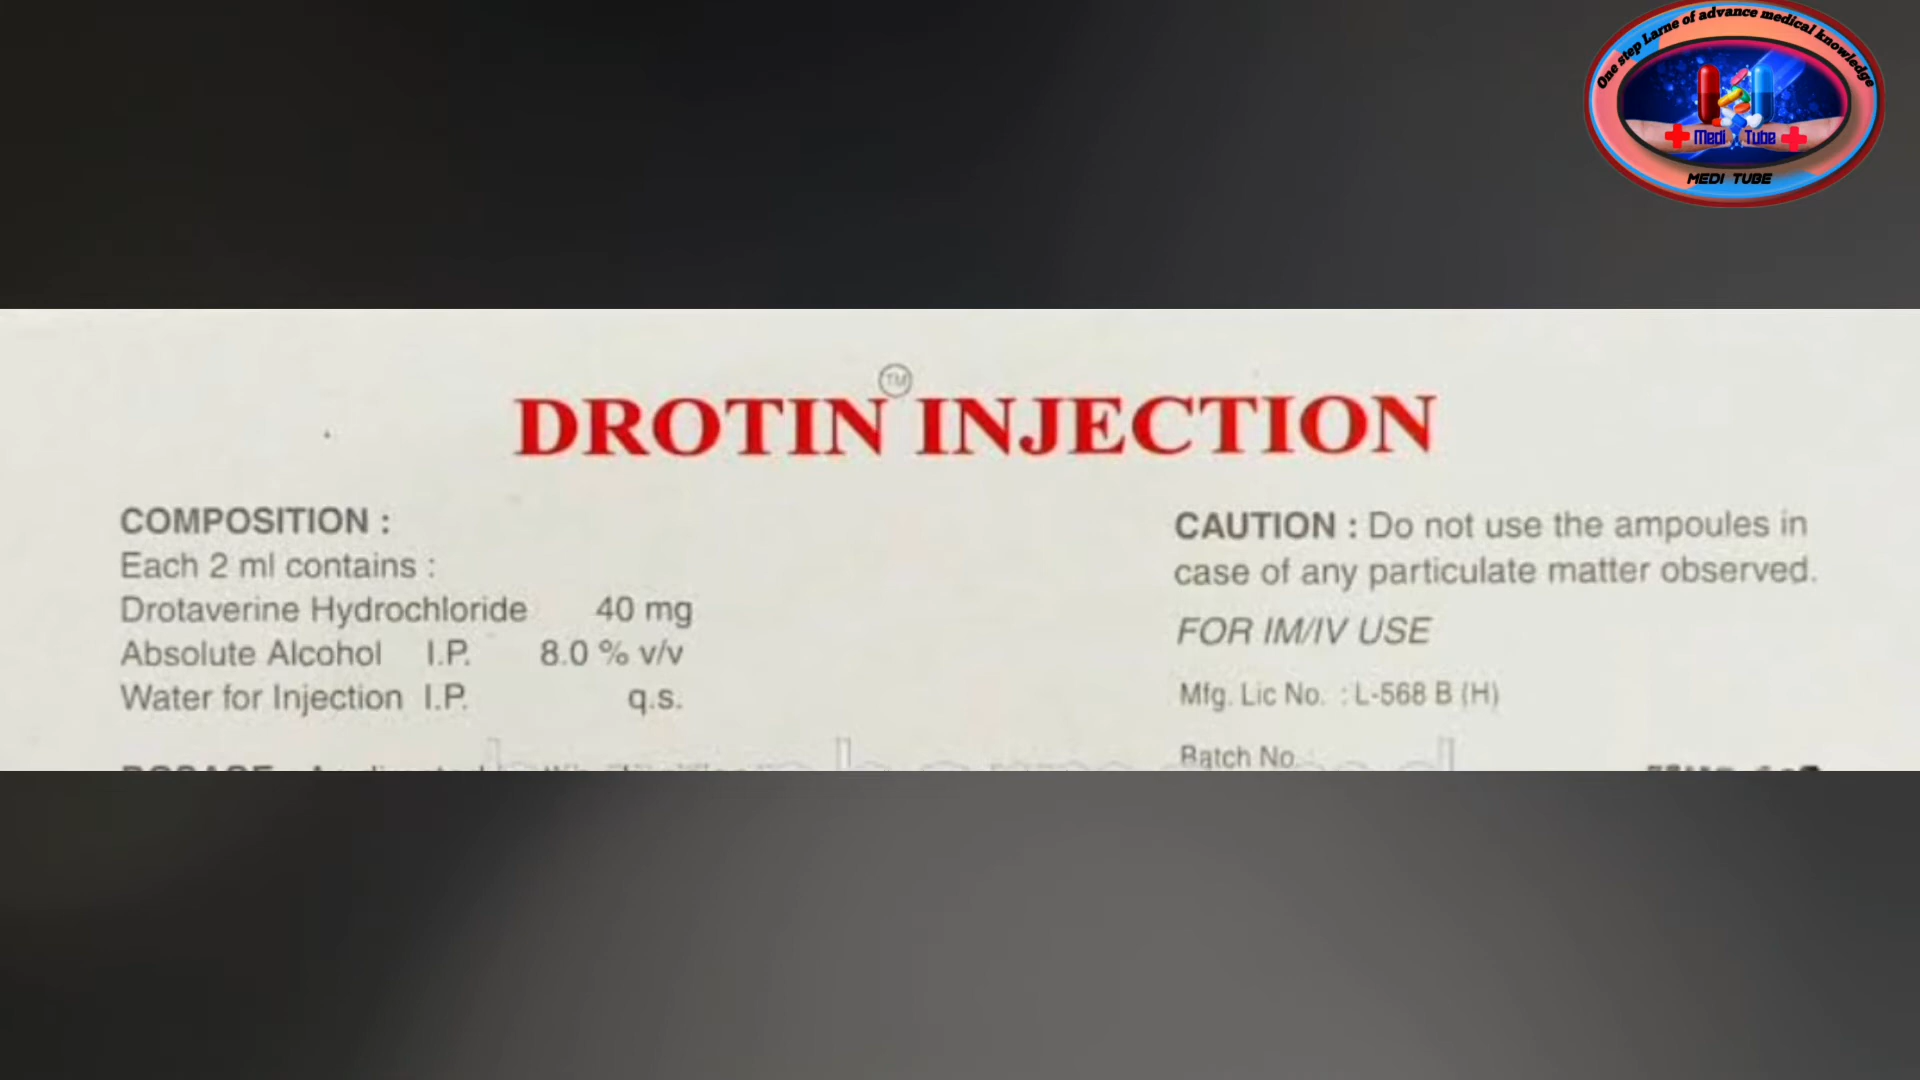 One step Larne of advance medical knowledge
Medi Tube
MEDI TUBE
DROTIN™ INJECTION
COMPOSITION :
Each 2 ml contains :
Drotaverine Hydrochloride 40 mg
Absolute Alcohol I.P. 8.0 % v/v
Water for Injection I.P. q.s.
CAUTION : Do not use the ampoules in
case of any particulate matter observed.
FOR IM/IV USE
Mfg. Lic No. : L-568 B (H)
Batch No